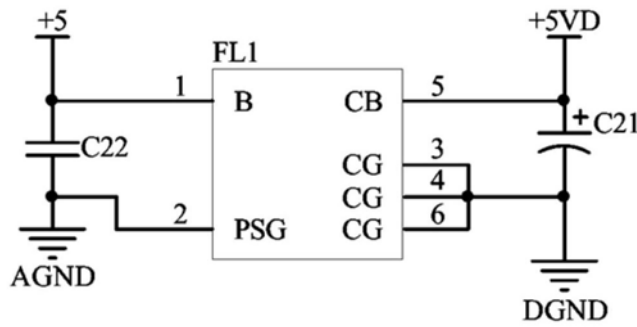 +5 +5VD
FL1
1 B CB 5
C22 + C21
CG 3
CG 4
2 PSG CG 6
AGND DGND